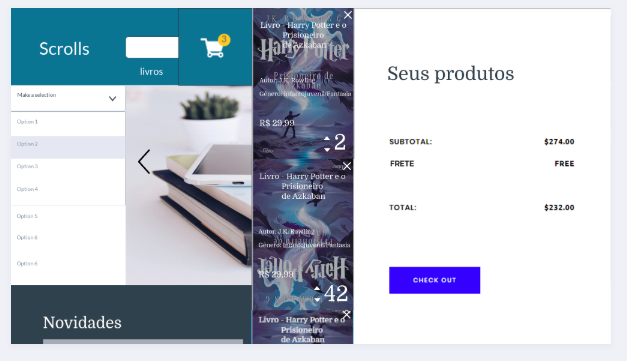 Scrolls
3
livros
Make a selection
Option 1
Option 2
Option 3
Option 4
Option 5
Option 6
Option 6
Novidades
Livro - Harry Potter e o
Prisioneiro
de Azkaban
Autor: J.K. Rowling
Gênero: Infantojuvenil/Fantasia
R$ 29,99
2
Livro - Harry Potter e o
Prisioneiro
de Azkaban
Autor: J.K. Rowling
Gênero: Infantojuvenil/Fantasia
R$ 29,99
42
Livro - Harry Potter e o
Prisioneiro
de Azkaban
Seus produtos
SUBTOTAL: $274.00
FRETE FREE
TOTAL: $232.00
CHECK OUT